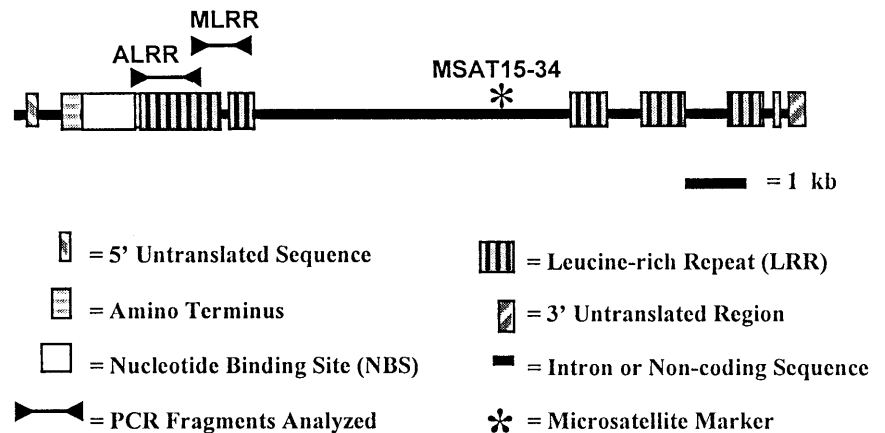 MLRR
ALRR
MSAT15-34
= 1 kb
= 5' Untranslated Sequence
= Leucine-rich Repeat (LRR)
= Amino Terminus
= 3' Untranslated Region
= Nucleotide Binding Site (NBS)
= Intron or Non-coding Sequence
= PCR Fragments Analyzed
= Microsatellite Marker